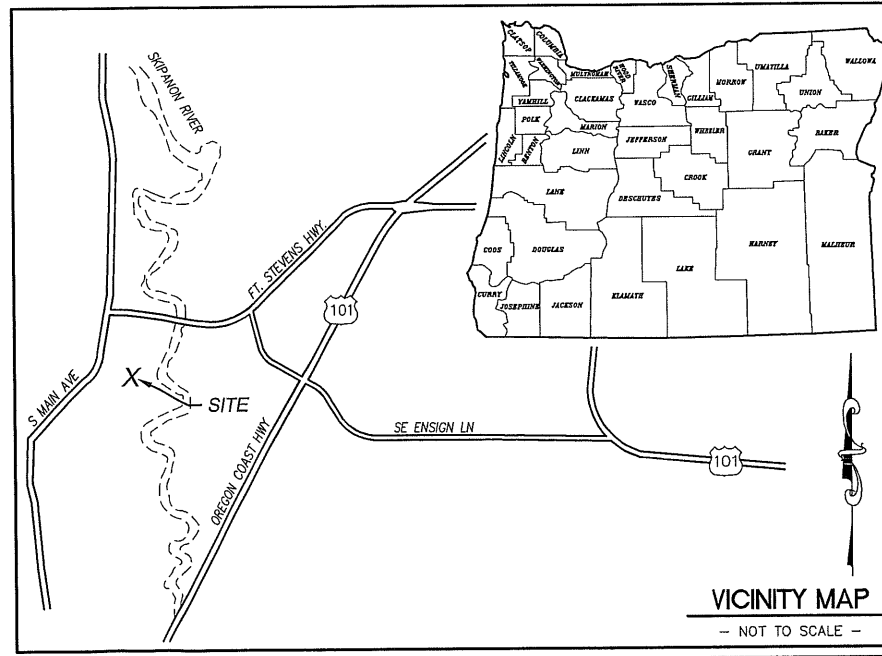 SKIPANON RIVER
FT. STEVENS HWY.
101
S MAIN AVE
X
SITE
OREGON COAST HWY
SE ENSIGN LN
101
CLATSOP
COLUMBIA
TILLAMOOK
WASHINGTON
MULTNOMAH
HOOD
RIVER
SHERMAN
GILLIAM
MORROW
UMATILLA
UNION
WALLOWA
YAMHILL
CLACKAMAS
WASCO
POLK
MARION
JEFFERSON
WHEELER
BAKER
LINCOLN
BENTON
LINN
GRANT
CROOK
LANE
DESCHUTES
COOS
DOUGLAS
HARNEY
MALHEUR
LAKE
CURRY
JOSEPHINE
JACKSON
KLAMATH
VICINITY MAP
– NOT TO SCALE –